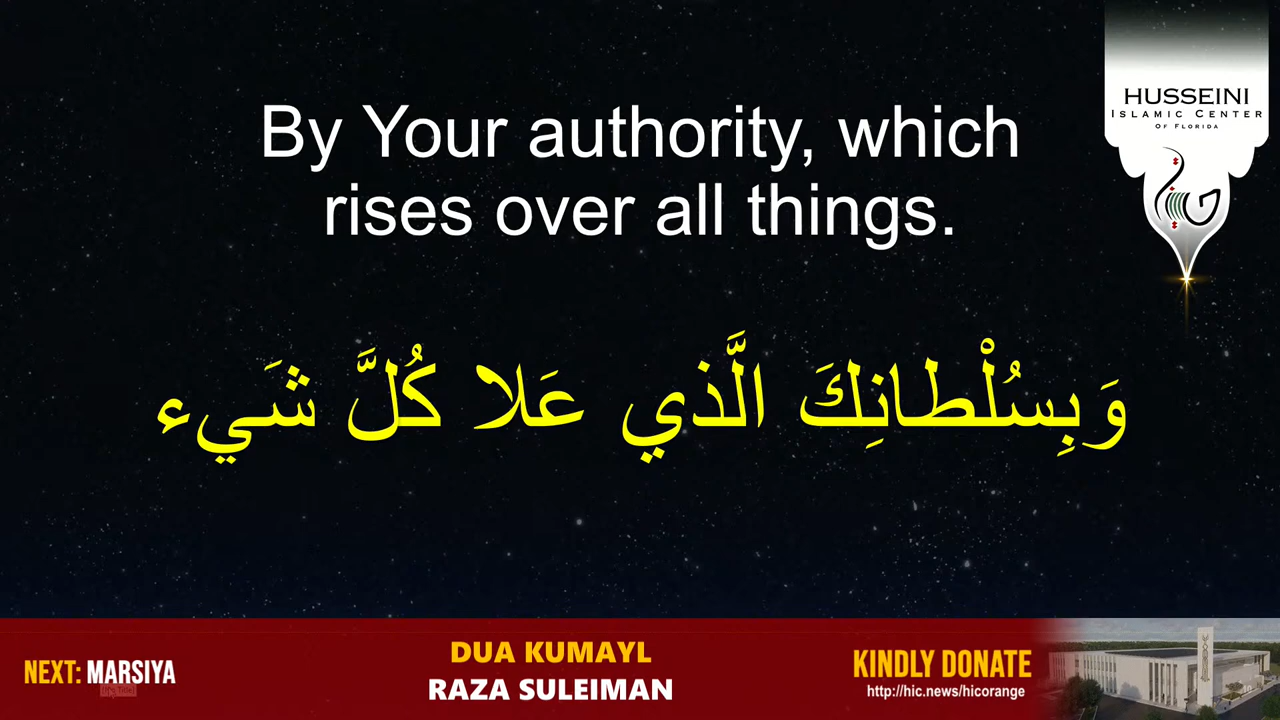 By Your authority, which
rises over all things.
وَبِسُلْطانِكَ الَّذي عَلا كُلَّ شَيء
HUSSEINI
ISLAMIC CENTER
OF FLORIDA
NEXT: MARSIYA
DUA KUMAYL
RAZA SULEIMAN
KINDLY DONATE
http://hic.news/hicorange